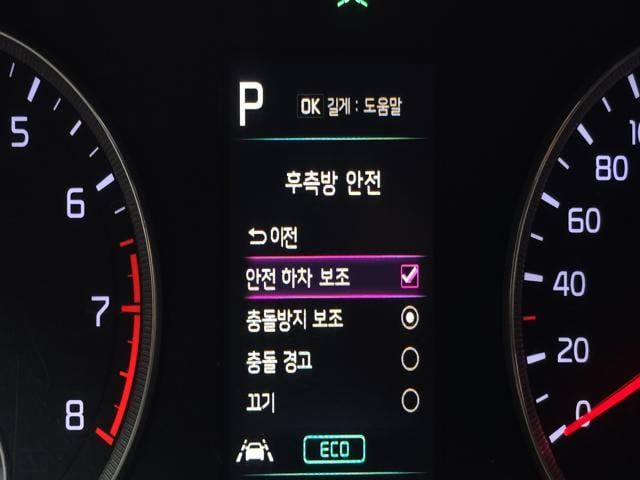 P
OK 길게 : 도움말
후측방 안전
이전
안전 하차 보조
충돌방지 보조
충돌 경고
끄기
ECO
5
6
7
8
80
60
40
20
0